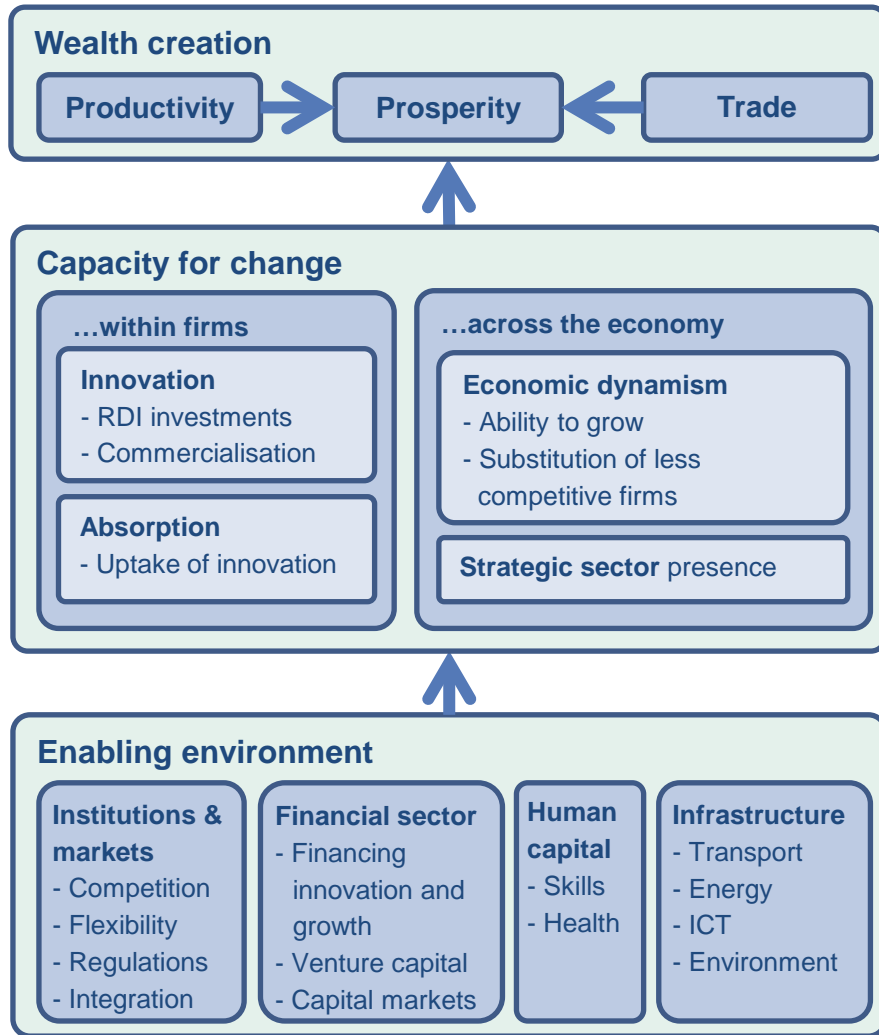 Wealth creation
Productivity
Prosperity
Trade
Capacity for change
…within firms
Innovation
- RDI investments
- Commercialisation
Absorption
- Uptake of innovation
…across the economy
Economic dynamism
- Ability to grow
- Substitution of less
competitive firms
Strategic sector presence
Enabling environment
Institutions &
markets
- Competition
- Flexibility
- Regulations
- Integration
Financial sector
- Financing
innovation and
growth
- Venture capital
- Capital markets
Human
capital
- Skills
- Health
Infrastructure
- Transport
- Energy
- ICT
- Environment